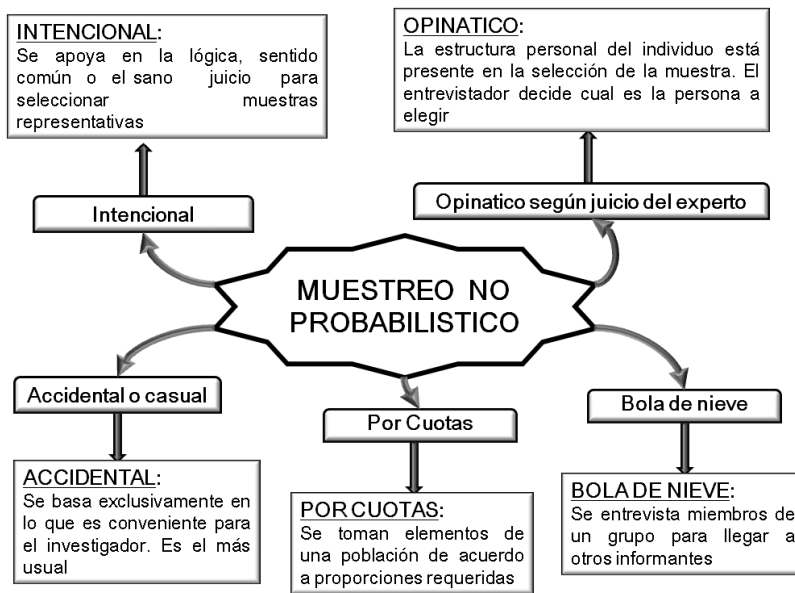 INTENCIONAL:
Se apoya en la lógica, sentido
común o el sano juicio para
seleccionar muestras
representativas
OPINATICO:
La estructura personal del individuo está
presente en la selección de la muestra. El
entrevistador decide cual es la persona a
elegir
Intencional
Opinatico según juicio del experto
MUESTREO NO
PROBABILISTICO
Accidental o casual
Por Cuotas
Bola de nieve
ACCIDENTAL:
Se basa exclusivamente en
lo que es conveniente para
el investigador. Es el más
usual
POR CUOTAS:
Se toman elementos de
una población de acuerdo
a proporciones requeridas
BOLA DE NIEVE:
Se entrevista miembros de
un grupo para llegar a
otros informantes